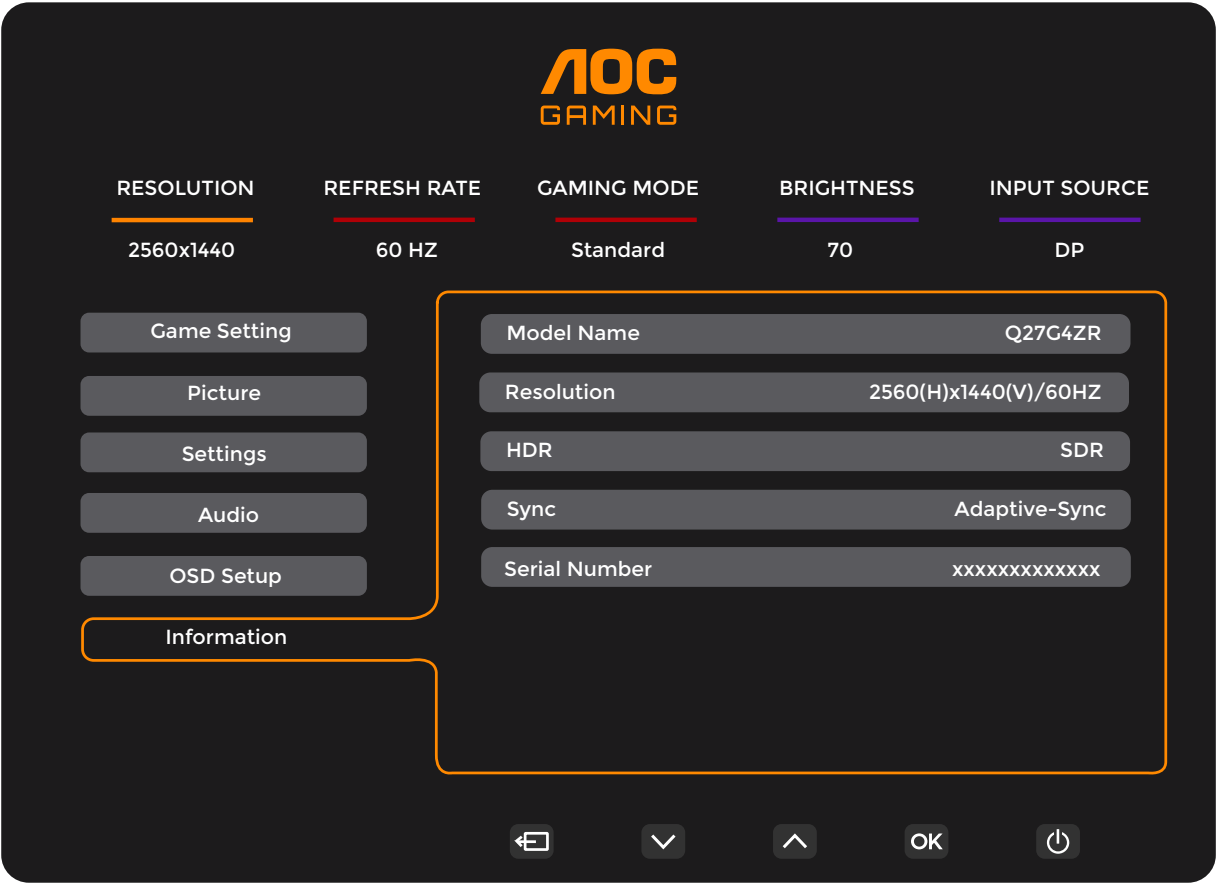 AOC
GAMING
RESOLUTION REFRESH RATE GAMING MODE BRIGHTNESS INPUT SOURCE
2560x1440 60 HZ Standard 70 DP
Game Setting
Picture
Settings
Audio
OSD Setup
Information
Model Name Q27G4ZR
Resolution 2560(H)x1440(V)/60HZ
HDR SDR
Sync Adaptive-Sync
Serial Number xxxxxxxxxxxxx
OK